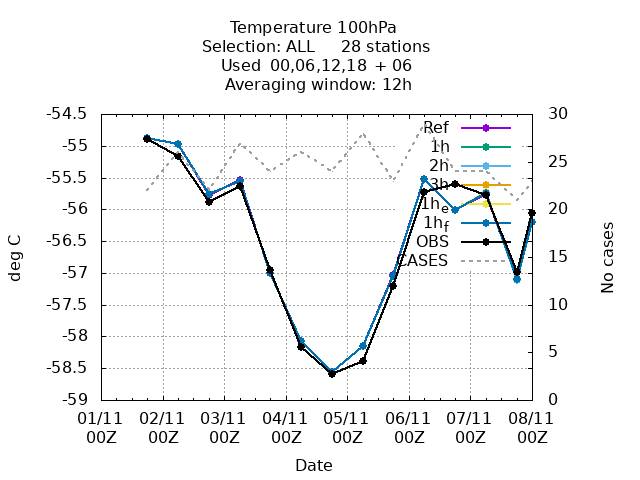 Temperature 100hPa
Selection: ALL 28 stations
Used 00,06,12,18 + 06
Averaging window: 12h
-54.5
-55
-55.5
-56
-56.5
-57
-57.5
-58
-58.5
-59
30
25
20
15
10
5
0
deg C
No cases
Ref
1h
2h
3h
1h_e
1h_f
OBS
CASES
01/11 02/11 03/11 04/11 05/11 06/11 07/11 08/11
00Z 00Z 00Z 00Z 00Z 00Z 00Z 00Z
Date